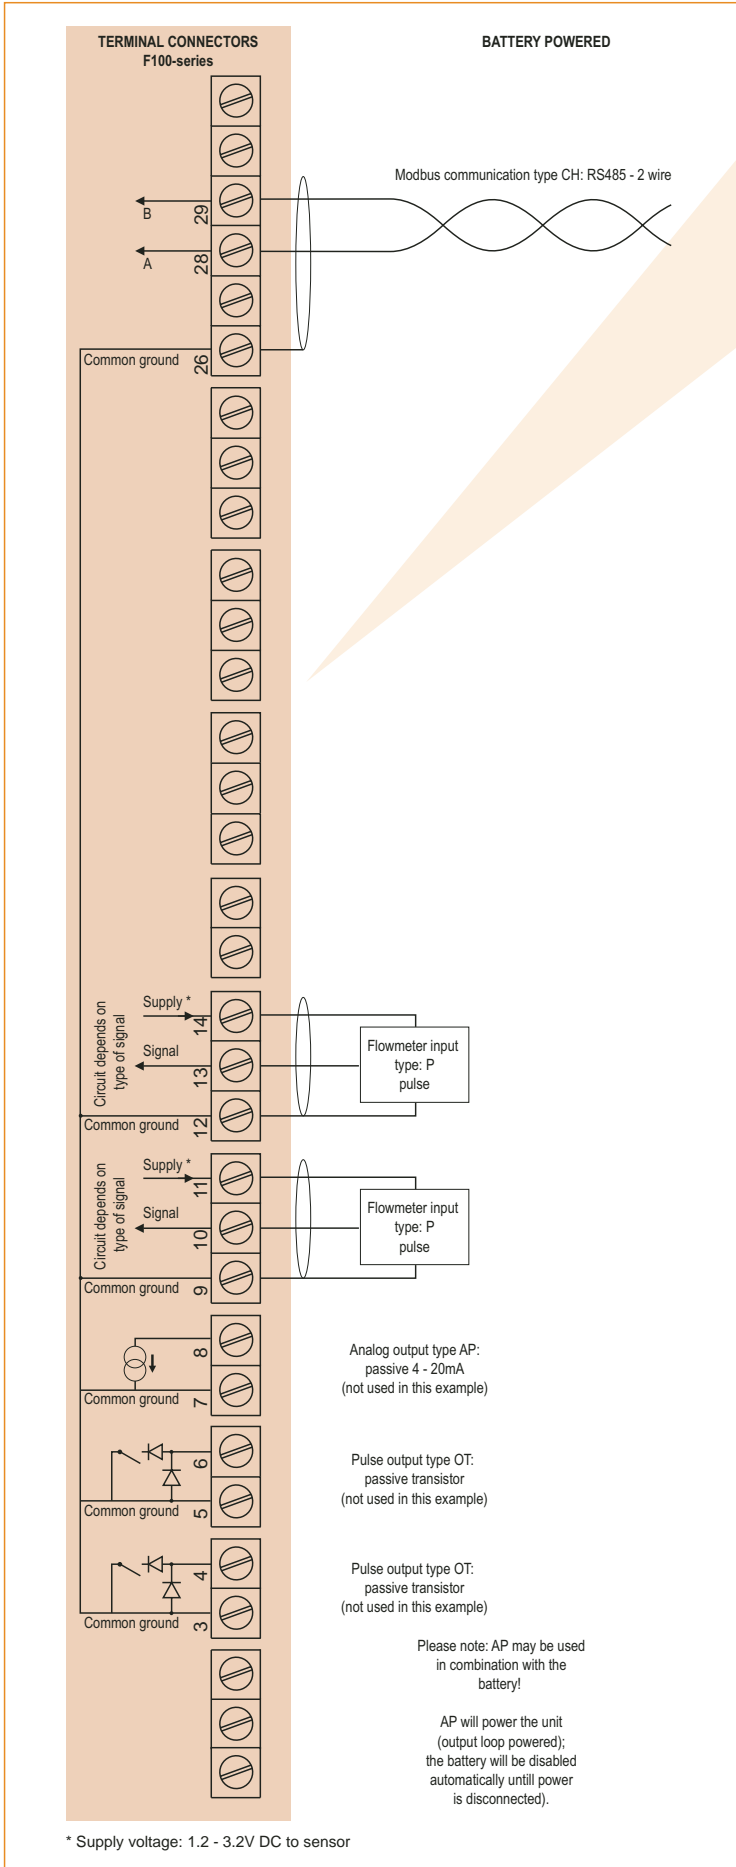 TERMINAL CONNECTORS
F100-series
BATTERY POWERED
Modbus communication type CH: RS485 - 2 wire
B
29
A
28
Common ground
26
Circuit depends on
type of signal
Supply *
14
Signal
13
Common ground
12
Flowmeter input
type: P
pulse
Circuit depends on
type of signal
Supply *
11
Signal
10
Common ground
9
Flowmeter input
type: P
pulse
8
Common ground
7
Analog output type AP:
passive 4 - 20mA
(not used in this example)
6
Common ground
5
Pulse output type OT:
passive transistor
(not used in this example)
4
Common ground
3
Pulse output type OT:
passive transistor
(not used in this example)
Please note: AP may be used
in combination with the
battery!
AP will power the unit
(output loop powered);
the battery will be disabled
automatically untill power
is disconnected).
* Supply voltage: 1.2 - 3.2V DC to sensor